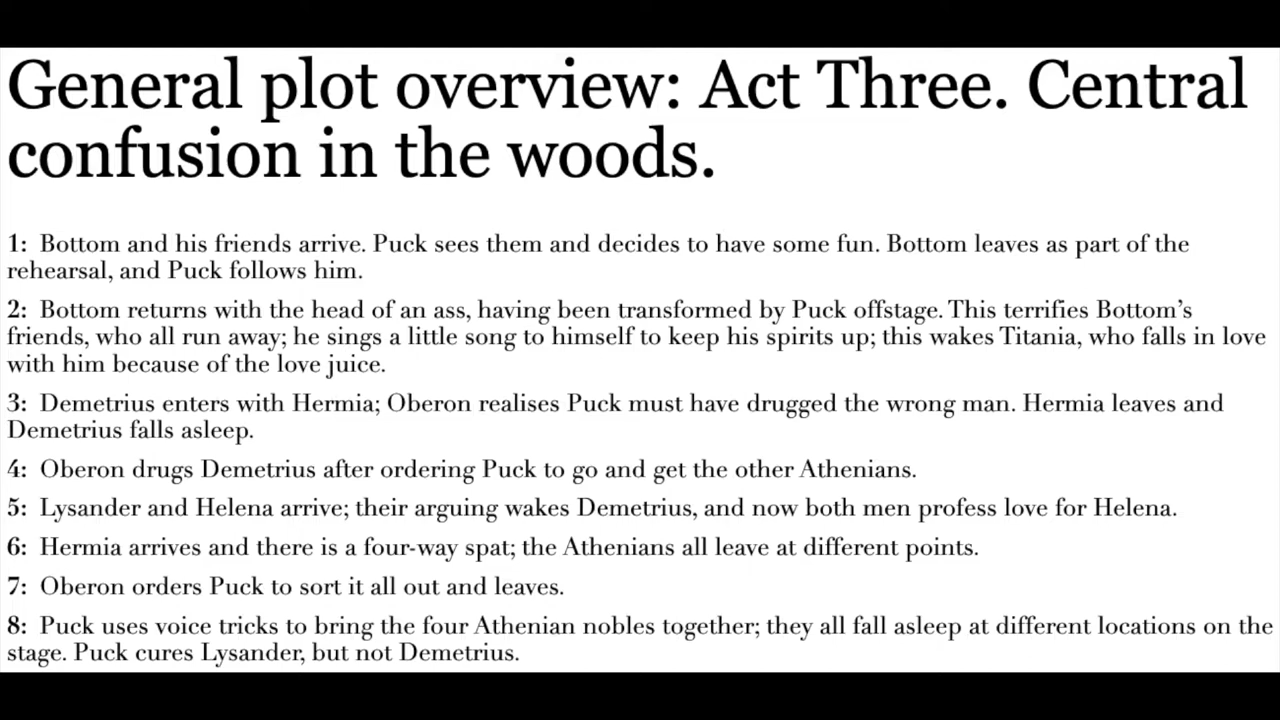 General plot overview: Act Three. Central
confusion in the woods.
1: Bottom and his friends arrive. Puck sees them and decides to have some fun. Bottom leaves as part of the
rehearsal, and Puck follows him.
2: Bottom returns with the head of an ass, having been transformed by Puck offstage. This terrifies Bottom’s
friends, who all run away; he sings a little song to himself to keep his spirits up; this wakes Titania, who falls in love
with him because of the love juice.
3: Demetrius enters with Hermia; Oberon realises Puck must have drugged the wrong man. Hermia leaves and
Demetrius falls asleep.
4: Oberon drugs Demetrius after ordering Puck to go and get the other Athenians.
5: Lysander and Helena arrive; their arguing wakes Demetrius, and now both men profess love for Helena.
6: Hermia arrives and there is a four-way spat; the Athenians all leave at different points.
7: Oberon orders Puck to sort it all out and leaves.
8: Puck uses voice tricks to bring the four Athenian nobles together; they all fall asleep at different locations on the
stage. Puck cures Lysander, but not Demetrius.